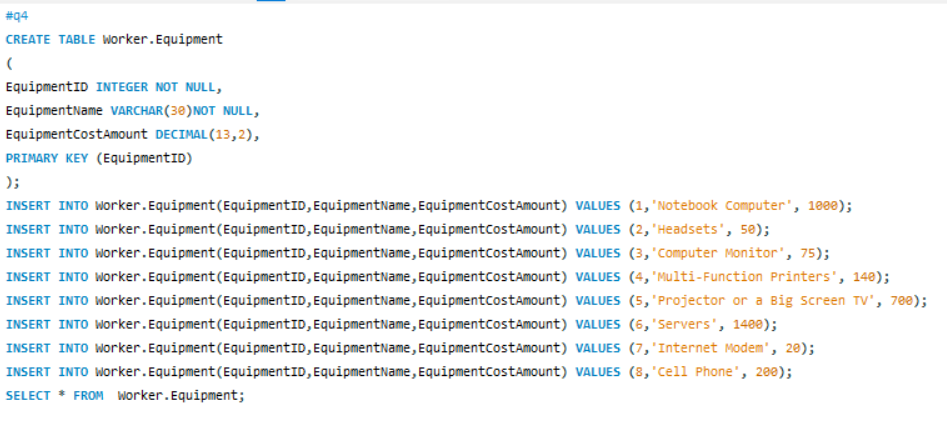 #q4
CREATE TABLE Worker.Equipment
(
EquipmentID INTEGER NOT NULL,
EquipmentName VARCHAR(30)NOT NULL,
EquipmentCostAmount DECIMAL(13,2),
PRIMARY KEY (EquipmentID)
);
INSERT INTO Worker.Equipment(EquipmentID,EquipmentName,EquipmentCostAmount) VALUES (1,'Notebook Computer', 1000);
INSERT INTO Worker.Equipment(EquipmentID,EquipmentName,EquipmentCostAmount) VALUES (2,'Headsets', 50);
INSERT INTO Worker.Equipment(EquipmentID,EquipmentName,EquipmentCostAmount) VALUES (3,'Computer Monitor', 75);
INSERT INTO Worker.Equipment(EquipmentID,EquipmentName,EquipmentCostAmount) VALUES (4,'Multi-Function Printers', 140);
INSERT INTO Worker.Equipment(EquipmentID,EquipmentName,EquipmentCostAmount) VALUES (5,'Projector or a Big Screen TV', 700);
INSERT INTO Worker.Equipment(EquipmentID,EquipmentName,EquipmentCostAmount) VALUES (6,'Servers', 1400);
INSERT INTO Worker.Equipment(EquipmentID,EquipmentName,EquipmentCostAmount) VALUES (7,'Internet Modem', 20);
INSERT INTO Worker.Equipment(EquipmentID,EquipmentName,EquipmentCostAmount) VALUES (8,'Cell Phone', 200);
SELECT * FROM  Worker.Equipment;